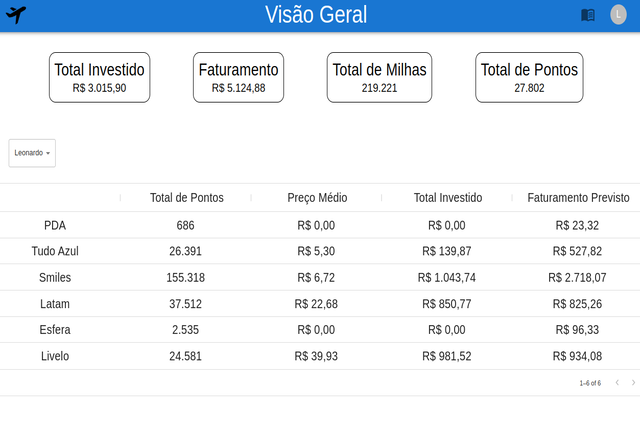 Visão Geral
L
Total Investido
R$ 3.015,90
Faturamento
R$ 5.124,88
Total de Milhas
219.221
Total de Pontos
27.802
Leonardo
Total de Pontos Preço Médio Total Investido Faturamento Previsto
PDA 686 R$ 0,00 R$ 0,00 R$ 23,32
Tudo Azul 26.391 R$ 5,30 R$ 139,87 R$ 527,82
Smiles 155.318 R$ 6,72 R$ 1.043,74 R$ 2.718,07
Latam 37.512 R$ 22,68 R$ 850,77 R$ 825,26
Esfera 2.535 R$ 0,00 R$ 0,00 R$ 96,33
Livelo 24.581 R$ 39,93 R$ 981,52 R$ 934,08
1–6 of 6